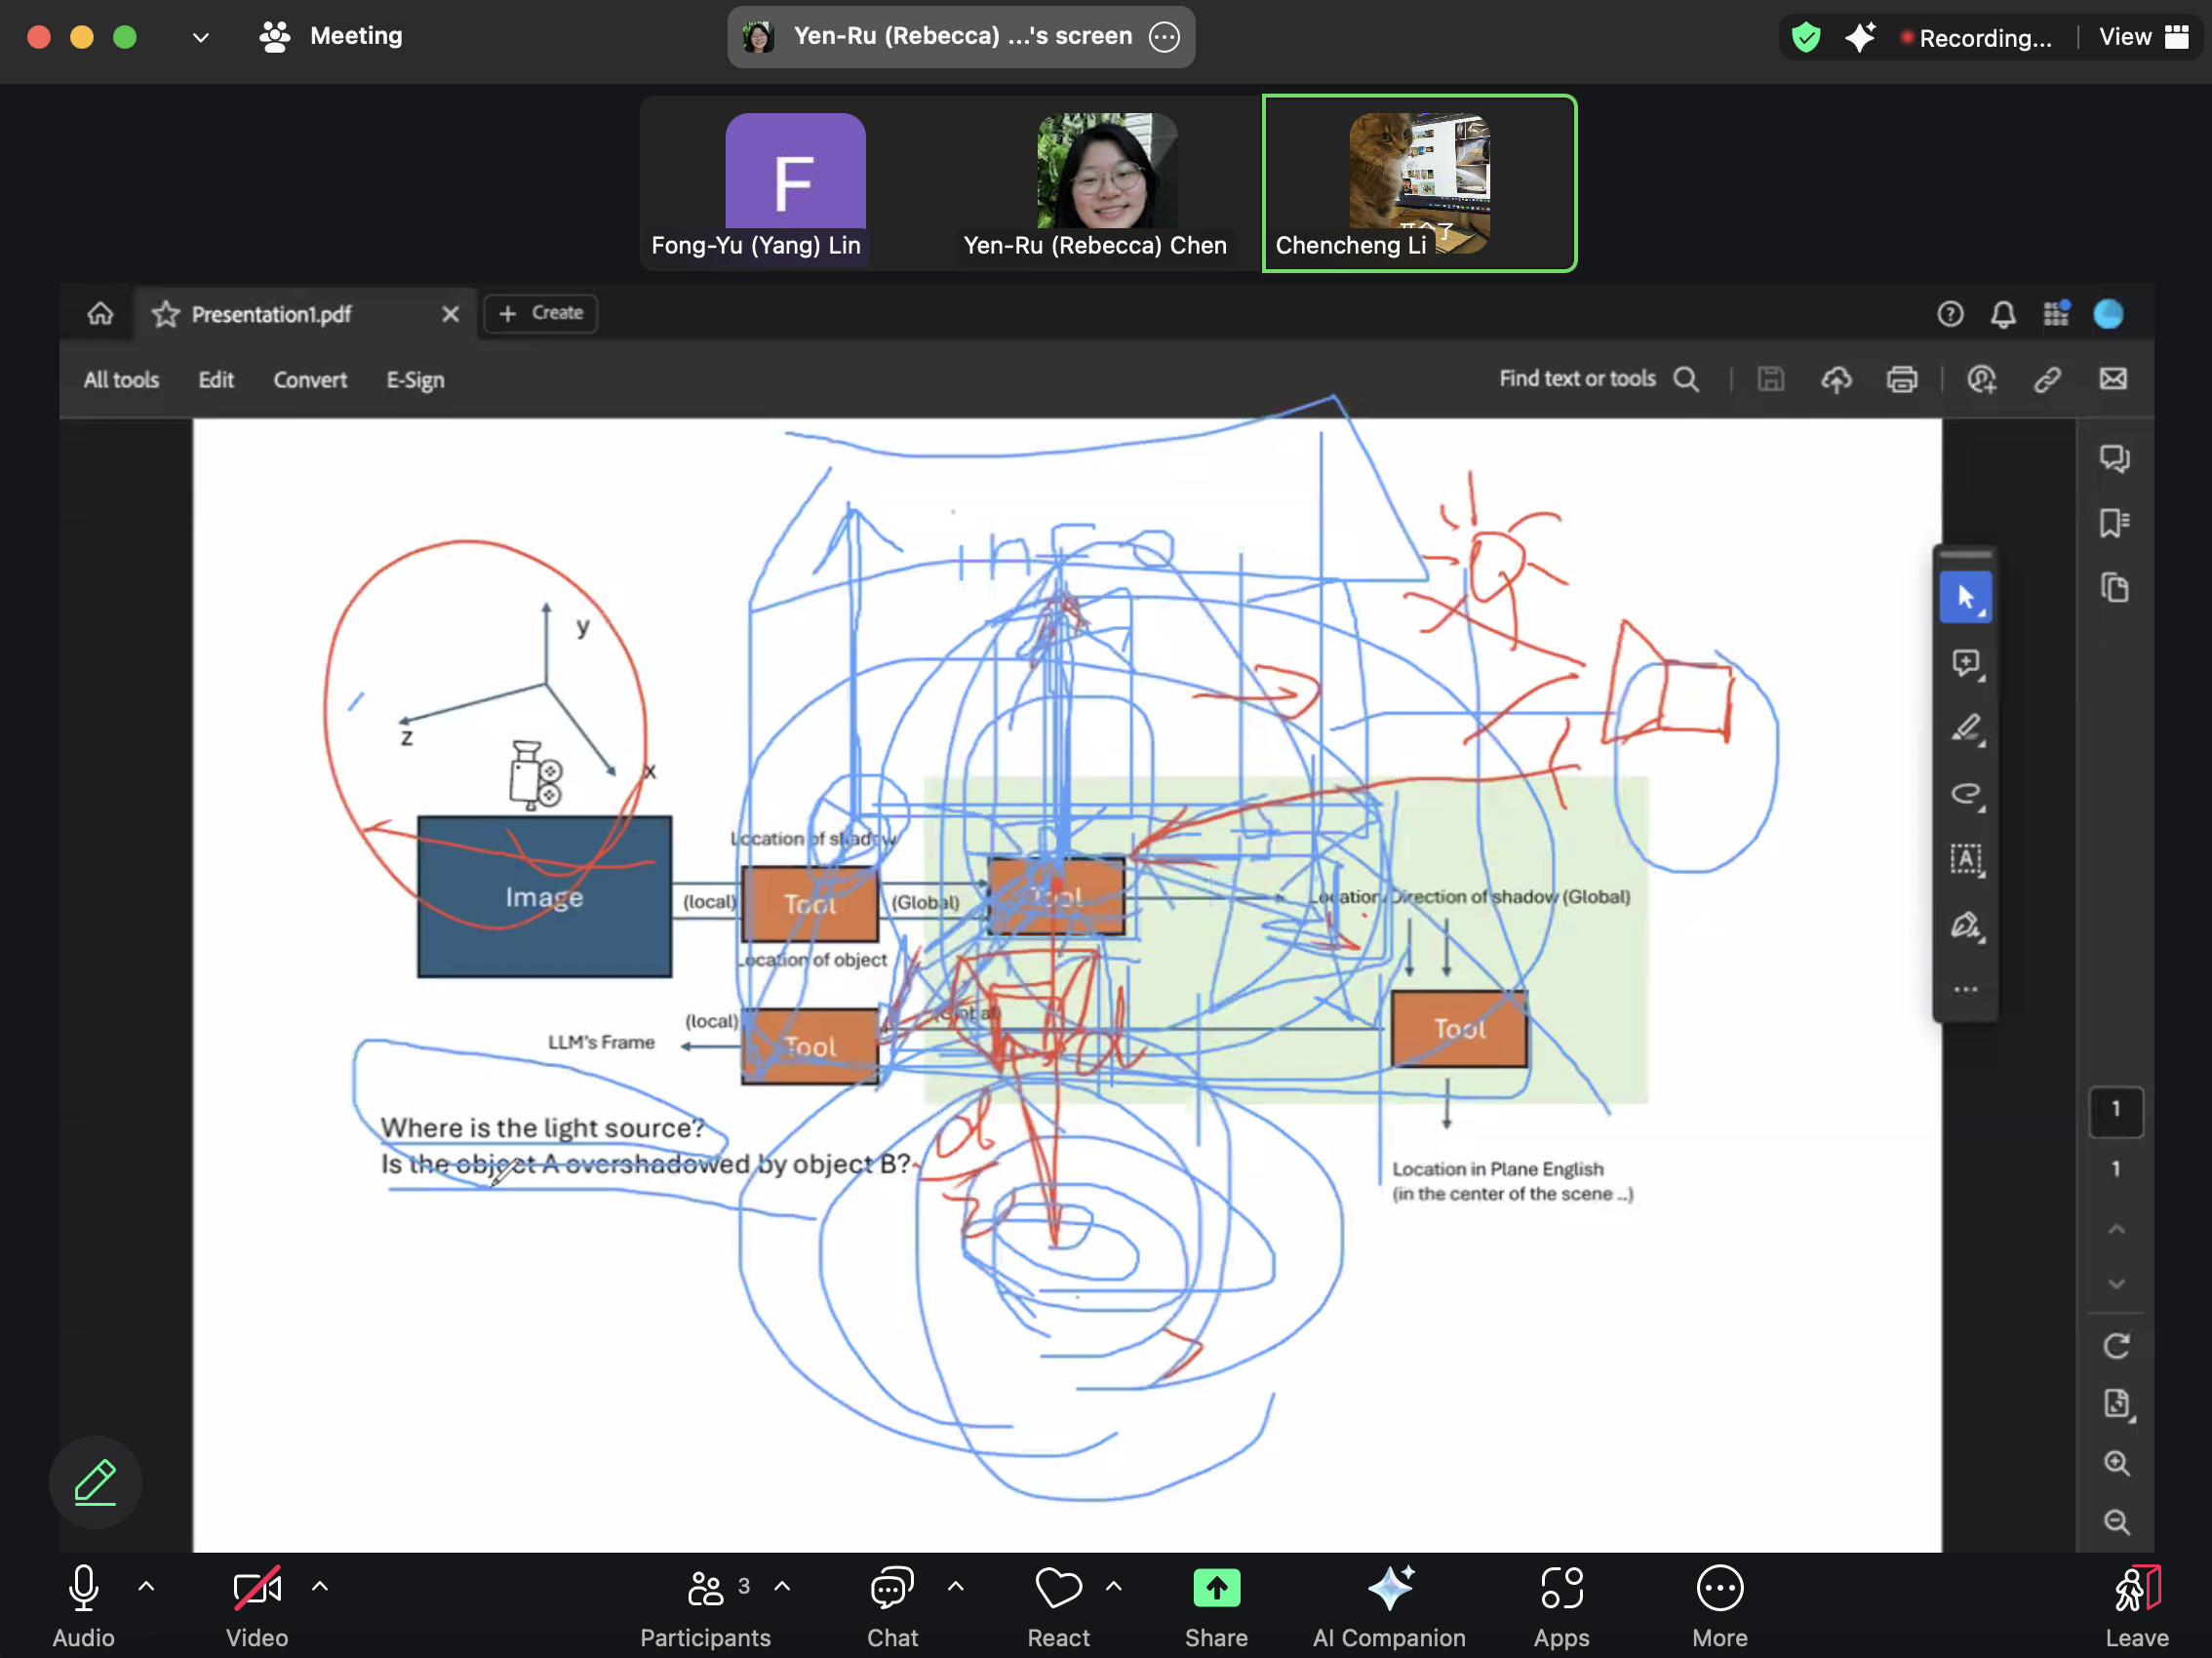 Meeting
Yen-Ru (Rebecca) ...'s screen
Recording...
View
F
Fong-Yu (Yang) Lin
Yen-Ru (Rebecca) Chen
Chencheng Li
Presentation1.pdf
Create
All tools
Edit
Convert
E-Sign
Find text or tools
y
z
x
Image
Location of shadow
(local)
Tool
(Global)
Tool
Location/Direction of shadow (Global)
Location of object
(local)
Tool
(Global)
Tool
LLM's Frame
Where is the light source?
Is the object A overshadowed by object B?
Location in Plane English
(in the center of the scene ..)
1
1
Audio
Video
Participants
3
Chat
React
Share
AI Companion
Apps
More
Leave